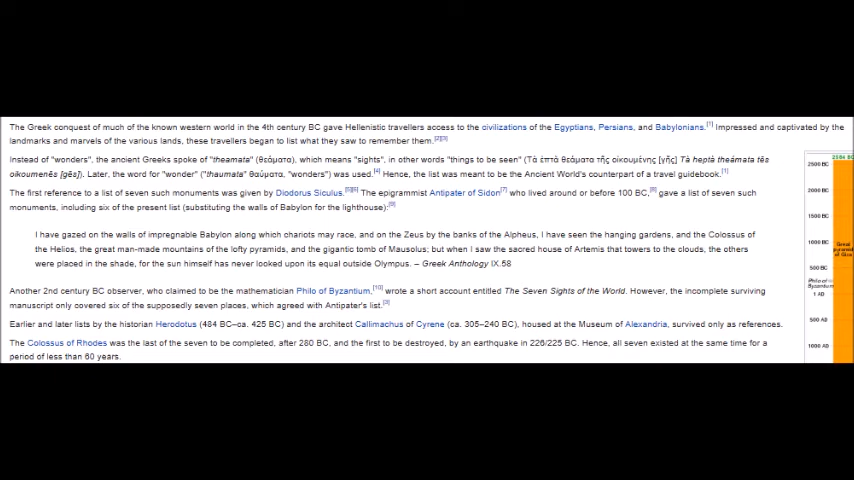 The Greek conquest of much of the known western world in the 4th century BC gave Hellenistic travellers access to the civilizations of the Egyptians, Persians, and Babylonians.[1] Impressed and captivated by the
landmarks and marvels of the various lands, these travellers began to list what they saw to remember them.[2][3]
Instead of "wonders", the ancient Greeks spoke of "theamata" (θεάματα), which means "sights", in other words "things to be seen" (Τὰ ἑπτὰ θεάματα τῆς οἰκουμένης [γῆς] Tà heptà theámata tēs
oikoumenēs [gēs]). Later, the word for "wonder" ("thaumata" θαύματα, "wonders") was used.[4] Hence, the list was meant to be the Ancient World's counterpart of a travel guidebook.[1]
The first reference to a list of seven such monuments was given by Diodorus Siculus.[5][6] The epigrammist Antipater of Sidon[7] who lived around or before 100 BC,[8] gave a list of seven such
monuments, including six of the present list (substituting the walls of Babylon for the lighthouse):[9]
I have gazed on the walls of impregnable Babylon along which chariots may race, and on the Zeus by the banks of the Alpheus, I have seen the hanging gardens, and the Colossus of
the Helios, the great man-made mountains of the lofty pyramids, and the gigantic tomb of Mausolus; but when I saw the sacred house of Artemis that towers to the clouds, the others
were placed in the shade, for the sun himself has never looked upon its equal outside Olympus. – Greek Anthology IX.58
Another 2nd century BC observer, who claimed to be the mathematician Philo of Byzantium,[10] wrote a short account entitled The Seven Sights of the World. However, the incomplete surviving
manuscript only covered six of the supposedly seven places, which agreed with Antipater's list.[3]
Earlier and later lists by the historian Herodotus (484 BC–ca. 425 BC) and the architect Callimachus of Cyrene (ca. 305–240 BC), housed at the Museum of Alexandria, survived only as references.
The Colossus of Rhodes was the last of the seven to be completed, after 280 BC, and the first to be destroyed, by an earthquake in 226/225 BC. Hence, all seven existed at the same time for a
period of less than 60 years.
2584 BC
2500 BC
2000 BC
1500 BC
1000 BC
Great
pyramid
of Giza
500 BC
Philo of
Byzantium
1 AD
500 AD
1000 AD